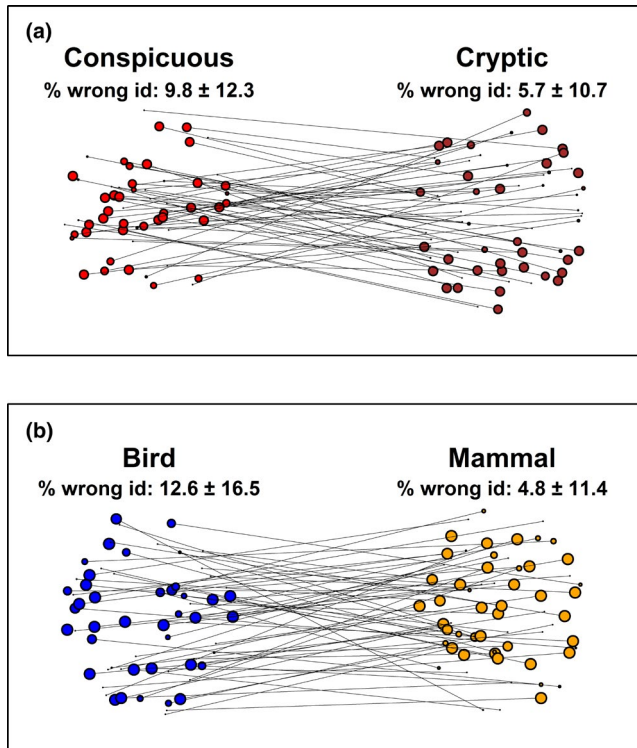 (a)
Conspicuous Cryptic
% wrong id: 9.8 ± 12.3 % wrong id: 5.7 ± 10.7
(b)
Bird Mammal
% wrong id: 12.6 ± 16.5 % wrong id: 4.8 ± 11.4